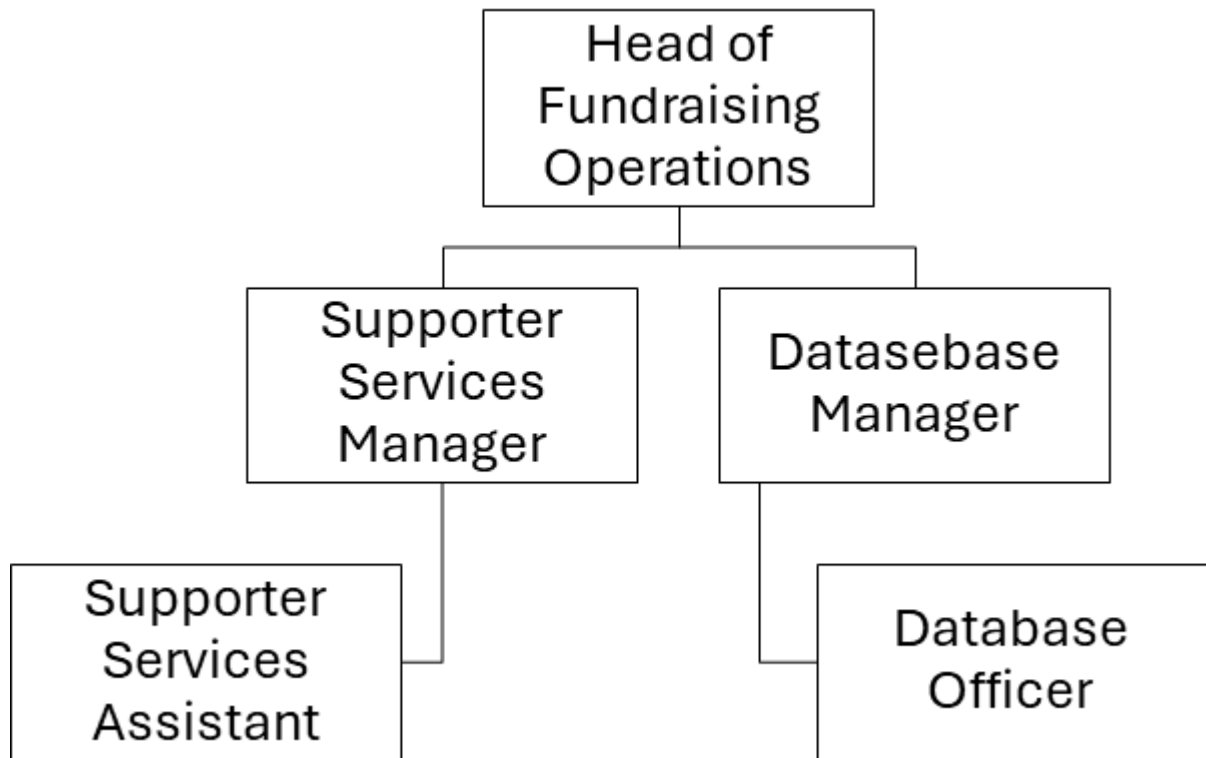 Head of
Fundraising
Operations
Supporter
Services
Manager
Datasebase
Manager
Supporter
Services
Assistant
Database
Officer